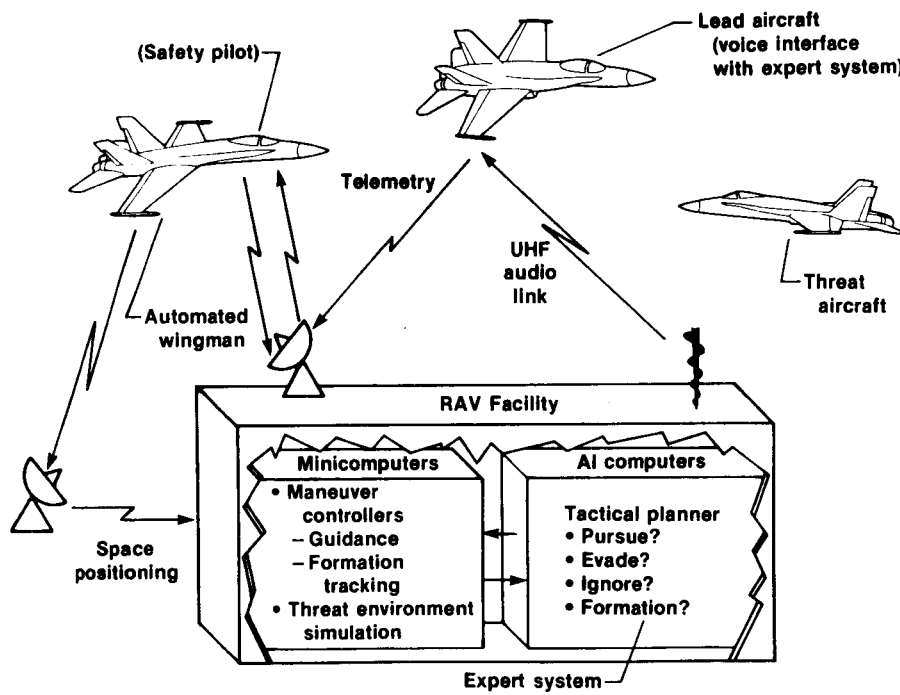 Lead aircraft
(voice interface
with expert system)
(Safety pilot)
Telemetry
UHF
audio
link
Threat
aircraft
Automated
wingman
RAV Facility
Minicomputers
• Maneuver
controllers
– Guidance
– Formation
tracking
• Threat environment
simulation
AI computers
Tactical planner
• Pursue?
• Evade?
• Ignore?
• Formation?
Space
positioning
Expert system